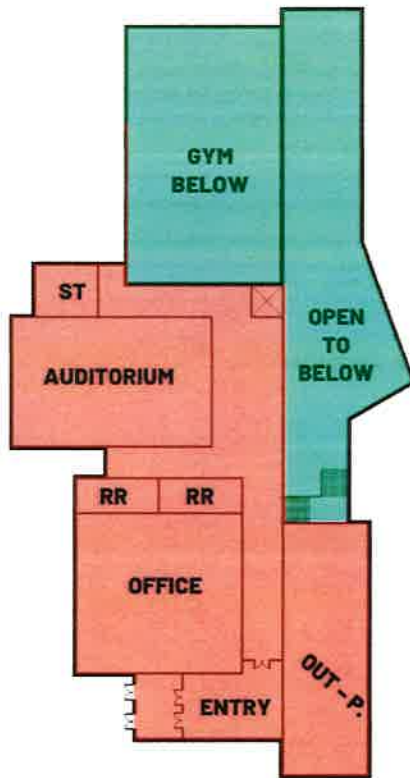 GYM
BELOW
ST
OPEN
TO
BELOW
AUDITORIUM
RR
RR
OFFICE
ENTRY
OUT - P.